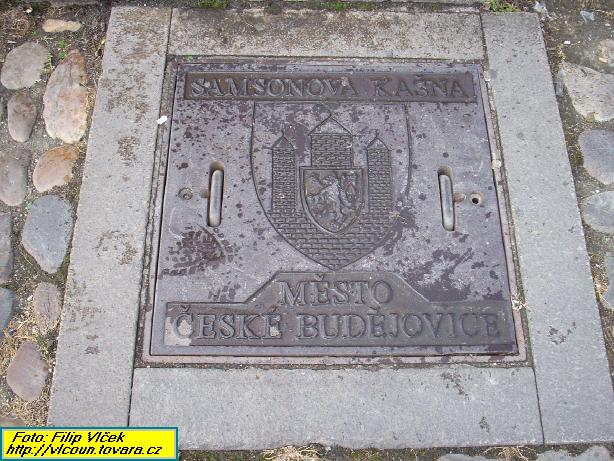 SAMSONOVA KAŠNA
MĚSTO
ČESKÉ BUDĚJOVICE
Foto: Filip Vlček
http://vlcoun.tovara.cz